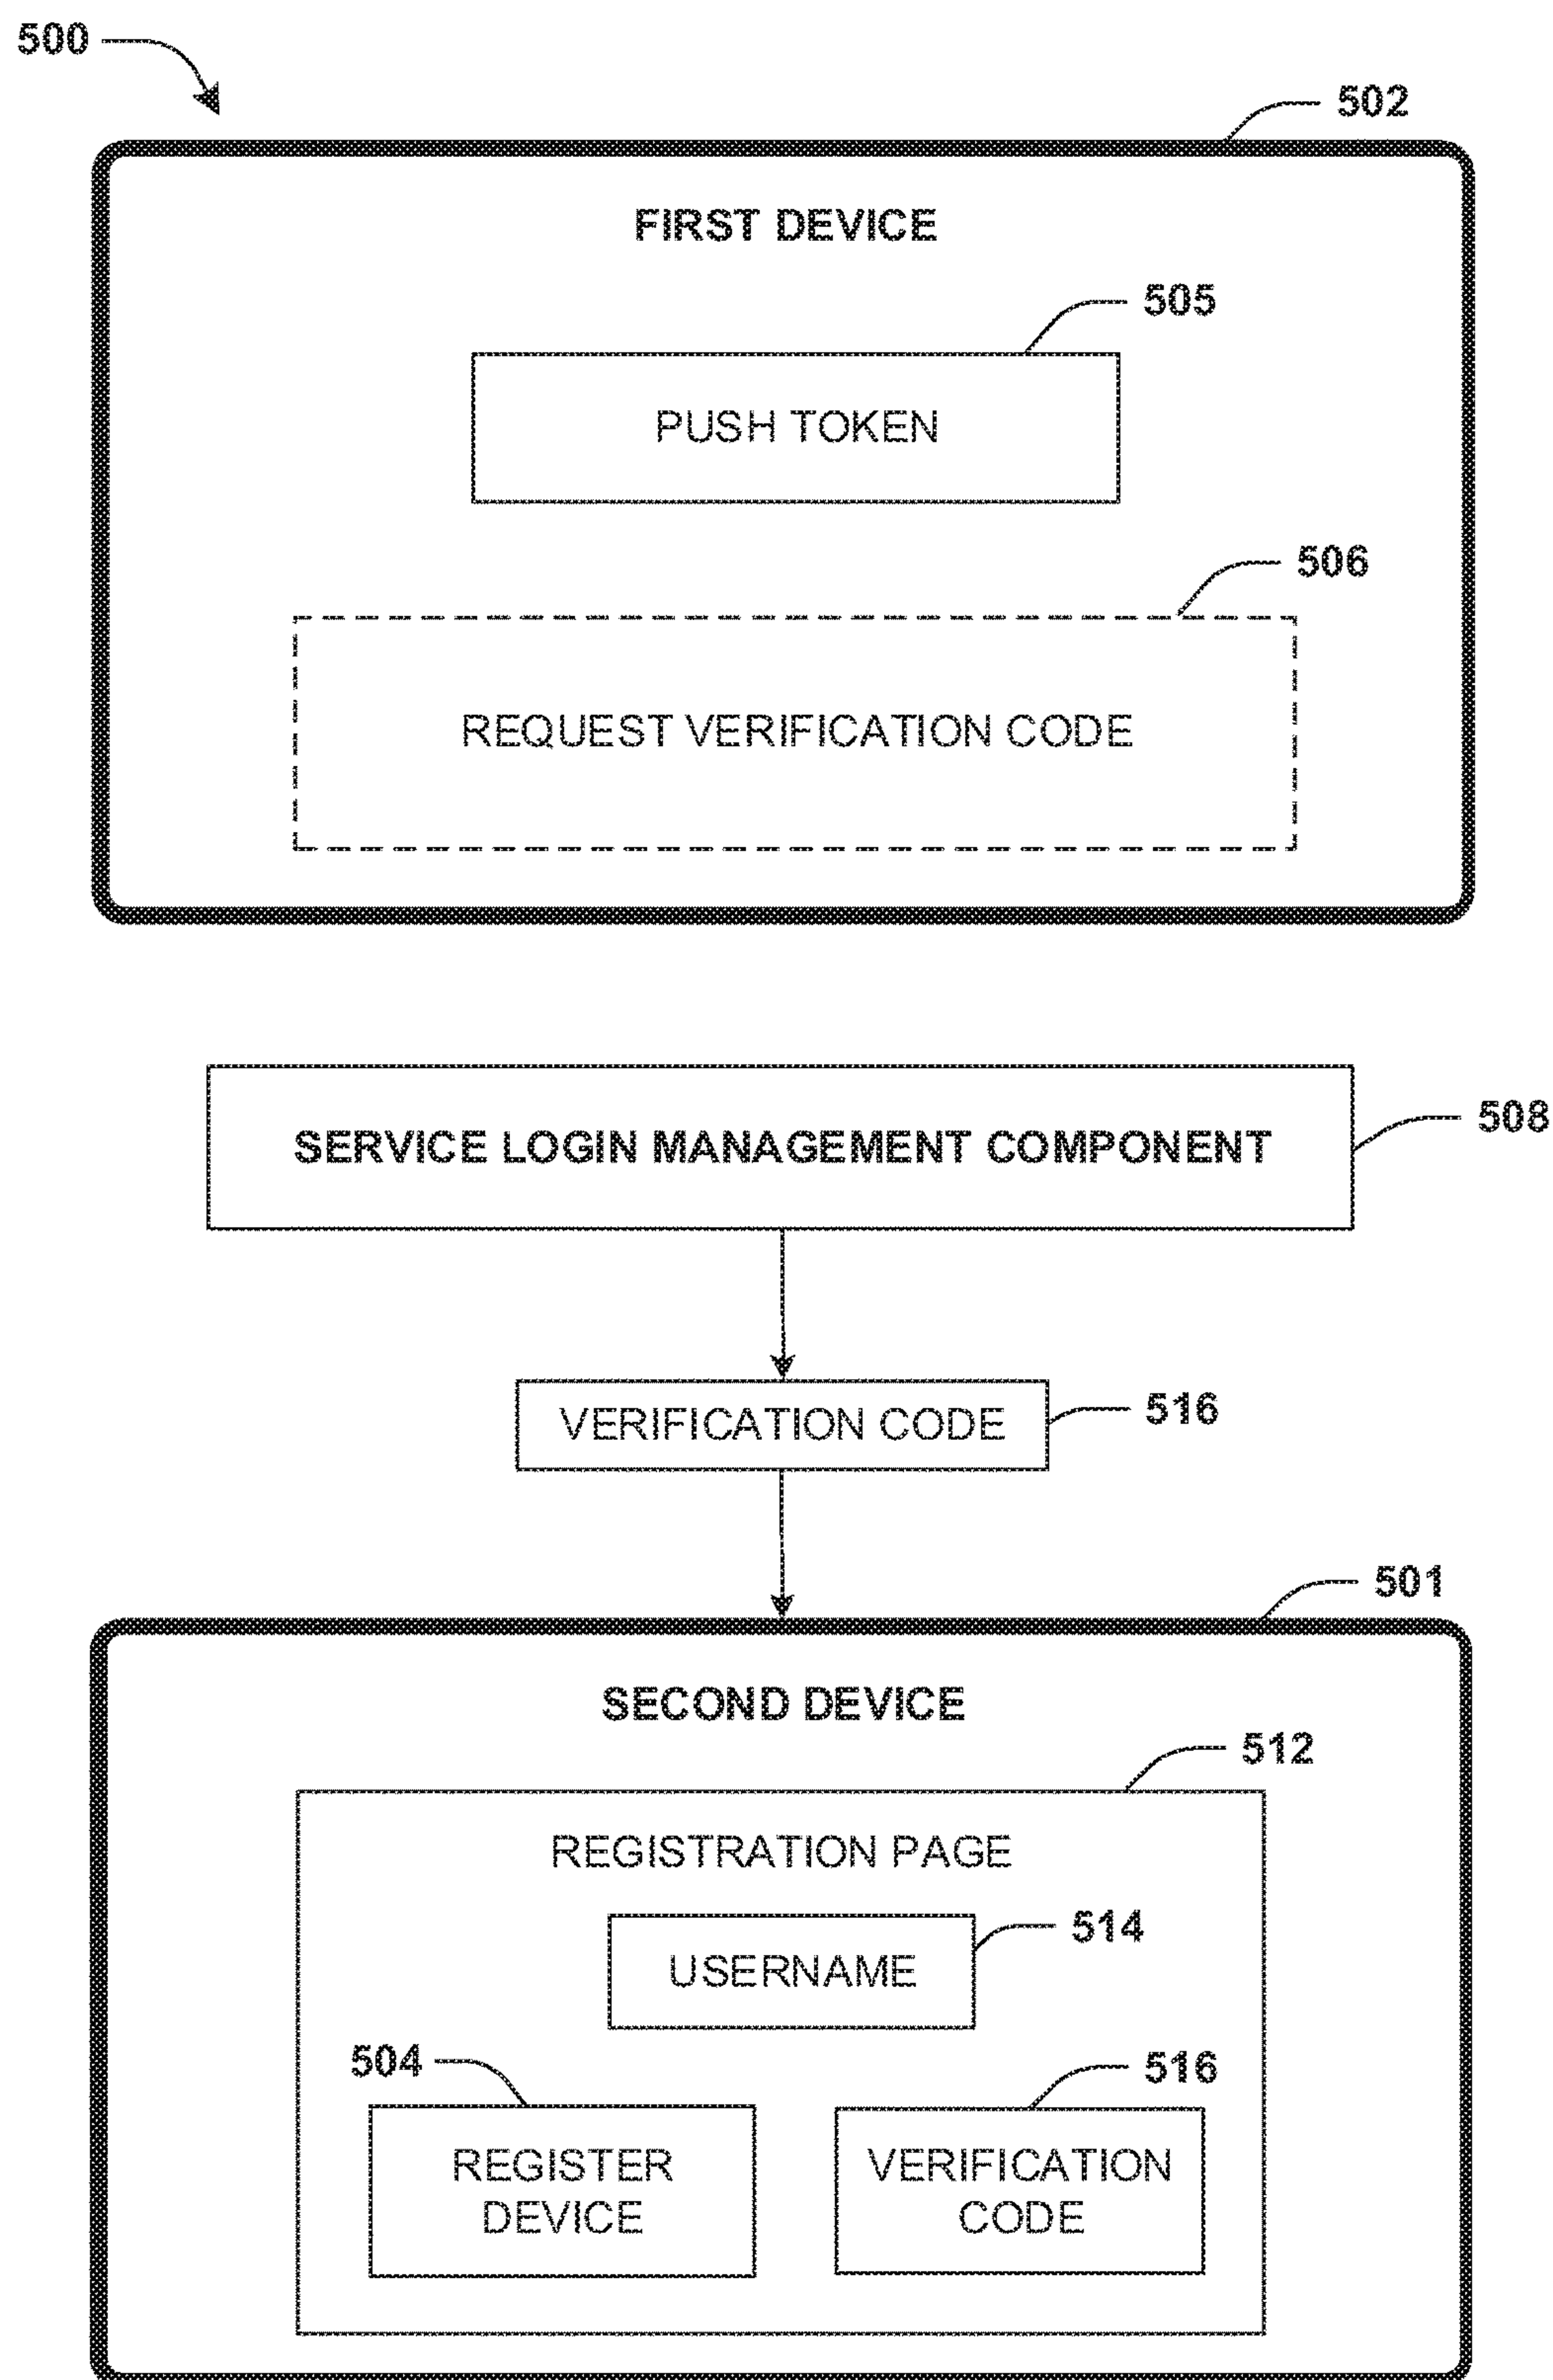 500
502
FIRST DEVICE
505
PUSH TOKEN
506
REQUEST VERIFICATION CODE
SERVICE LOGIN MANAGEMENT COMPONENT
508
VERIFICATION CODE
516
501
SECOND DEVICE
512
REGISTRATION PAGE
514
USERNAME
504
516
REGISTER
DEVICE
VERIFICATION
CODE